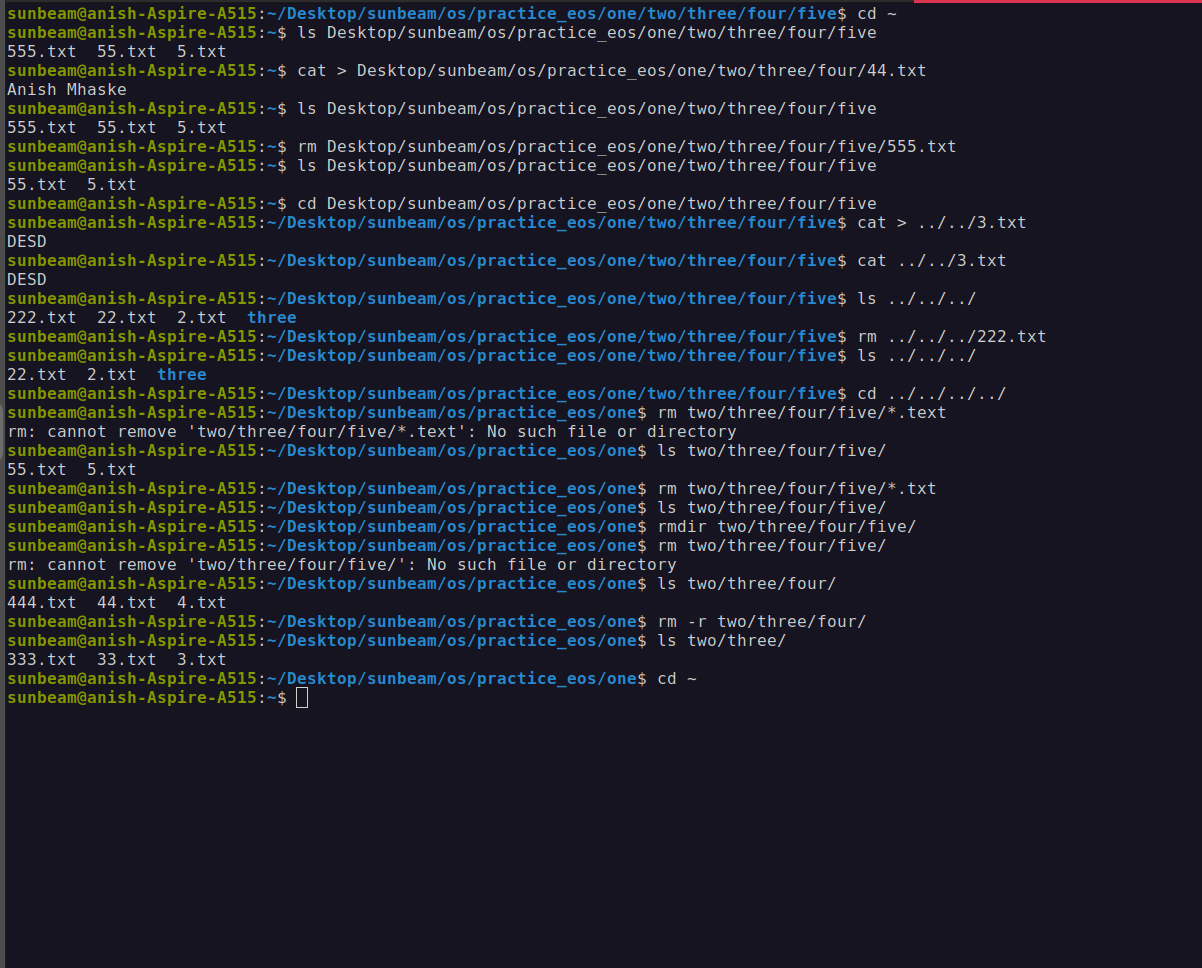 sunbeam@anish-Aspire-A515:~/Desktop/sunbeam/os/practice_eos/one/two/three/four/five$ cd ~
sunbeam@anish-Aspire-A515:~$ ls Desktop/sunbeam/os/practice_eos/one/two/three/four/five
555.txt  55.txt  5.txt
sunbeam@anish-Aspire-A515:~$ cat > Desktop/sunbeam/os/practice_eos/one/two/three/four/44.txt
Anish Mhaske
sunbeam@anish-Aspire-A515:~$ ls Desktop/sunbeam/os/practice_eos/one/two/three/four/five
555.txt  55.txt  5.txt
sunbeam@anish-Aspire-A515:~$ rm Desktop/sunbeam/os/practice_eos/one/two/three/four/five/555.txt
sunbeam@anish-Aspire-A515:~$ ls Desktop/sunbeam/os/practice_eos/one/two/three/four/five
55.txt  5.txt
sunbeam@anish-Aspire-A515:~$ cd Desktop/sunbeam/os/practice_eos/one/two/three/four/five
sunbeam@anish-Aspire-A515:~/Desktop/sunbeam/os/practice_eos/one/two/three/four/five$ cat > ../../3.txt
DESD
sunbeam@anish-Aspire-A515:~/Desktop/sunbeam/os/practice_eos/one/two/three/four/five$ cat ../../3.txt
DESD
sunbeam@anish-Aspire-A515:~/Desktop/sunbeam/os/practice_eos/one/two/three/four/five$ ls ../../../
222.txt  22.txt  2.txt  three
sunbeam@anish-Aspire-A515:~/Desktop/sunbeam/os/practice_eos/one/two/three/four/five$ rm ../../../222.txt
sunbeam@anish-Aspire-A515:~/Desktop/sunbeam/os/practice_eos/one/two/three/four/five$ ls ../../../
22.txt  2.txt  three
sunbeam@anish-Aspire-A515:~/Desktop/sunbeam/os/practice_eos/one/two/three/four/five$ cd ../../../../
sunbeam@anish-Aspire-A515:~/Desktop/sunbeam/os/practice_eos/one$ rm two/three/four/five/*.text
rm: cannot remove 'two/three/four/five/*.text': No such file or directory
sunbeam@anish-Aspire-A515:~/Desktop/sunbeam/os/practice_eos/one$ ls two/three/four/five/
55.txt  5.txt
sunbeam@anish-Aspire-A515:~/Desktop/sunbeam/os/practice_eos/one$ rm two/three/four/five/*.txt
sunbeam@anish-Aspire-A515:~/Desktop/sunbeam/os/practice_eos/one$ ls two/three/four/five/
sunbeam@anish-Aspire-A515:~/Desktop/sunbeam/os/practice_eos/one$ rmdir two/three/four/five/
sunbeam@anish-Aspire-A515:~/Desktop/sunbeam/os/practice_eos/one$ rm two/three/four/five/
rm: cannot remove 'two/three/four/five/': No such file or directory
sunbeam@anish-Aspire-A515:~/Desktop/sunbeam/os/practice_eos/one$ ls two/three/four/
444.txt  44.txt  4.txt
sunbeam@anish-Aspire-A515:~/Desktop/sunbeam/os/practice_eos/one$ rm -r two/three/four/
sunbeam@anish-Aspire-A515:~/Desktop/sunbeam/os/practice_eos/one$ ls two/three/
333.txt  33.txt  3.txt
sunbeam@anish-Aspire-A515:~/Desktop/sunbeam/os/practice_eos/one$ cd ~
sunbeam@anish-Aspire-A515:~$